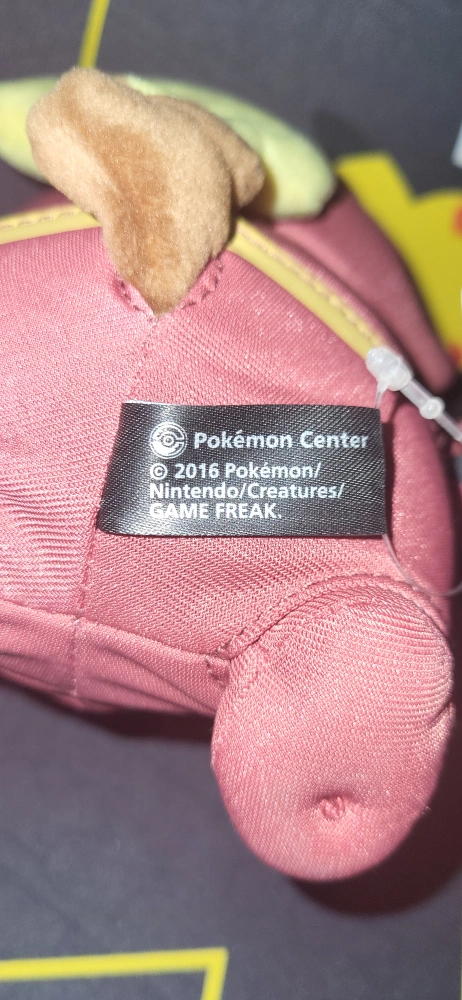 Pokémon Center
© 2016 Pokémon/
Nintendo/Creatures/
GAME FREAK.